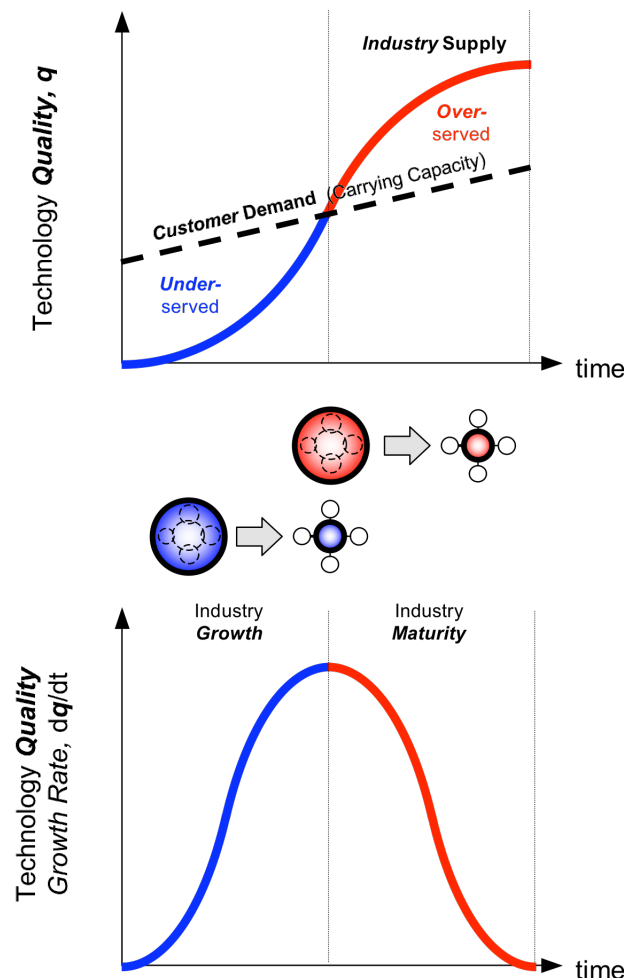 Industry Supply
Technology Quality, q
Over-
served
Customer Demand (Carrying Capacity)
Under-
served
time
Industry
Growth
Industry
Maturity
Technology Quality
Growth Rate, dq/dt
time